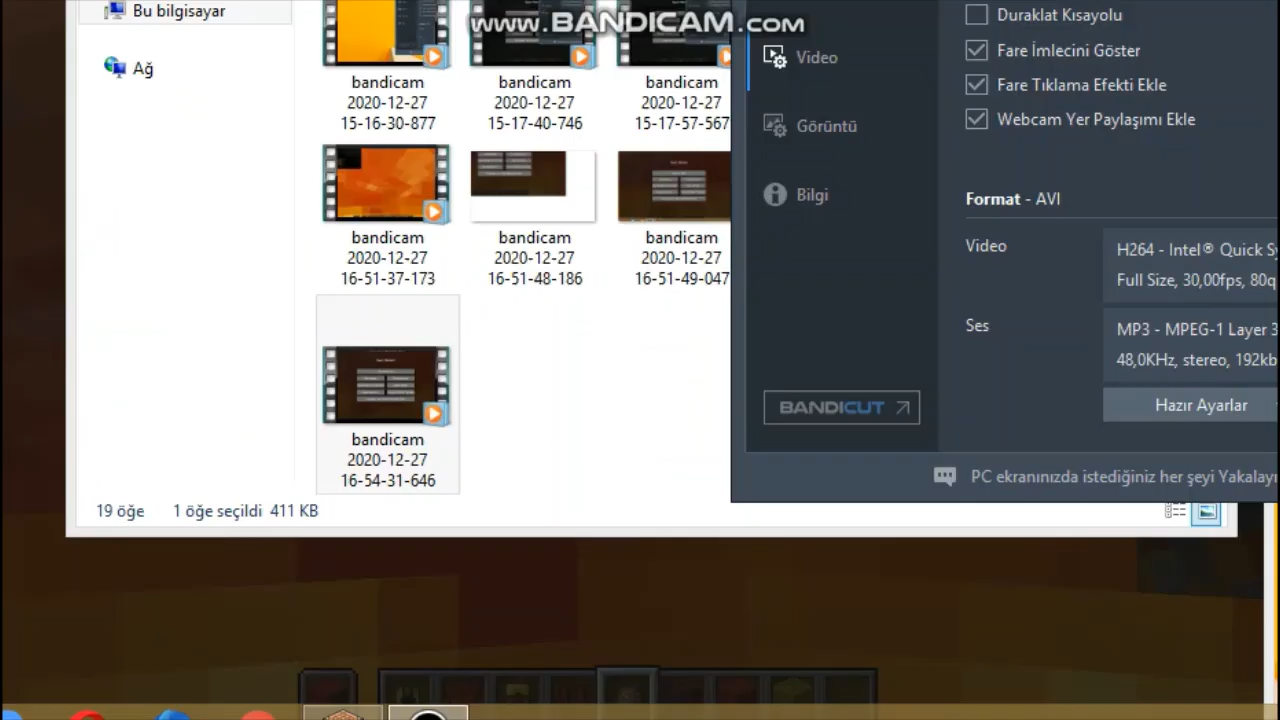 www.BANDICAM.com
Bu bilgisayar
Ağ
bandicam
2020-12-27
15-16-30-877
bandicam
2020-12-27
15-17-40-746
bandicam
2020-12-27
15-17-57-567
bandicam
2020-12-27
16-51-37-173
bandicam
2020-12-27
16-51-48-186
bandicam
2020-12-27
16-51-49-047
bandicam
2020-12-27
16-54-31-646
19 öğe 1 öğe seçildi 411 KB
Video
Görüntü
Bilgi
BANDICUT
Duraklat Kısayolu
Fare İmlecini Göster
Fare Tıklama Efekti Ekle
Webcam Yer Paylaşımı Ekle
Format - AVI
Video
H264 - Intel® Quick Sy
Full Size, 30,00fps, 80q
Ses
MP3 - MPEG-1 Layer 3
48,0KHz, stereo, 192kb
Hazır Ayarlar
PC ekranınızda istediğiniz her şeyi Yakalayı